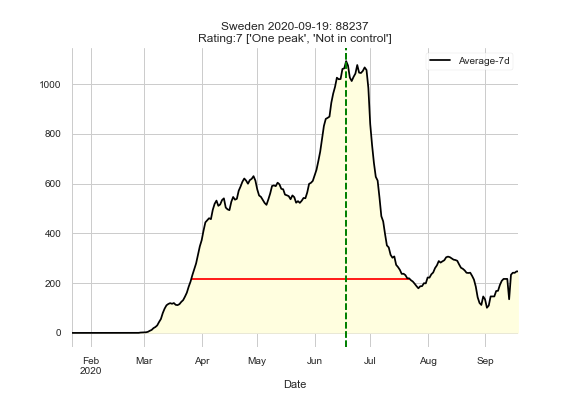 Sweden 2020-09-19: 88237
Rating:7 ['One peak', 'Not in control']
Average-7d
1000
800
600
400
200
0
Feb Mar Apr May Jun Jul Aug Sep
2020
Date